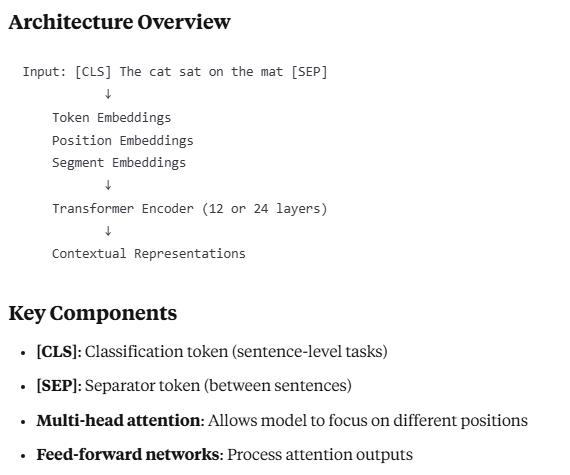 Architecture Overview
Input: [CLS] The cat sat on the mat [SEP]
↓
Token Embeddings
Position Embeddings
Segment Embeddings
↓
Transformer Encoder (12 or 24 layers)
↓
Contextual Representations
Key Components
• [CLS]: Classification token (sentence-level tasks)
• [SEP]: Separator token (between sentences)
• Multi-head attention: Allows model to focus on different positions
• Feed-forward networks: Process attention outputs